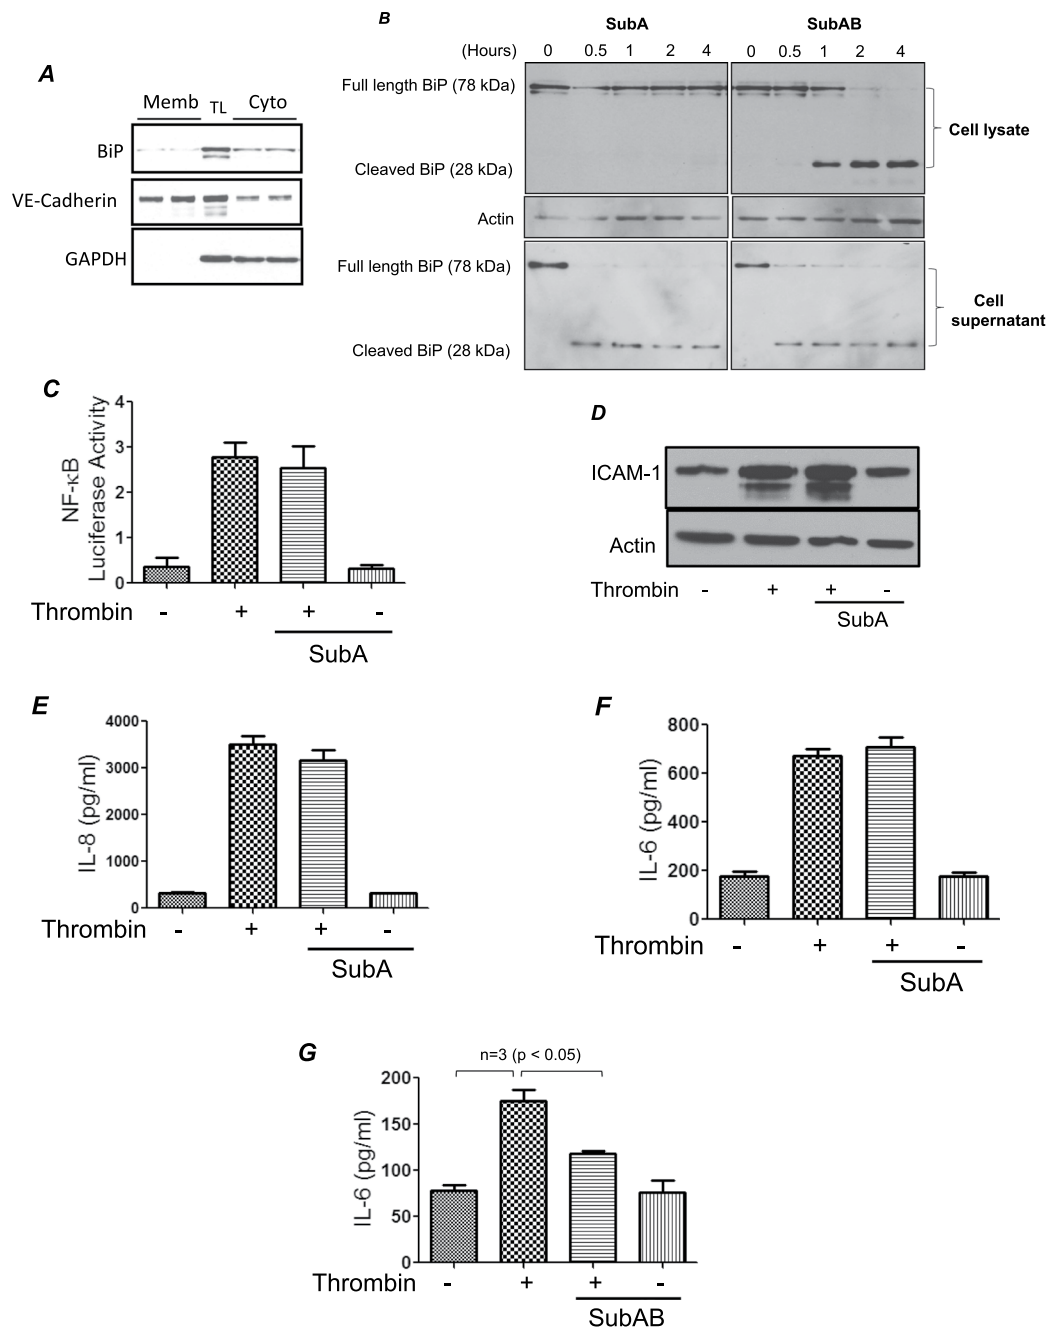 A
Memb TL Cyto
BiP
VE-Cadherin
GAPDH
B
SubA SubAB
(Hours) 0 0.5 1 2 4 0 0.5 1 2 4
Full length BiP (78 kDa)
Cell lysate
Cleaved BiP (28 kDa)
Actin
Full length BiP (78 kDa)
Cell
supernatant
Cleaved BiP (28 kDa)
C
NF-κB
Luciferase Activity
4
3
2
1
0
Thrombin - + + -
SubA
D
ICAM-1
Actin
Thrombin - + + -
SubA
E
IL-8 (pg/ml)
4000
3000
2000
1000
0
Thrombin - + + -
SubA
F
IL-6 (pg/ml)
800
600
400
200
0
Thrombin - + + -
SubA
G
n=3 (p < 0.05)
IL-6 (pg/ml)
200
150
100
50
0
Thrombin - + + -
SubAB